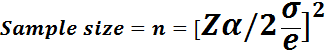 Sample size = n = [Zα/2 σ/e]²